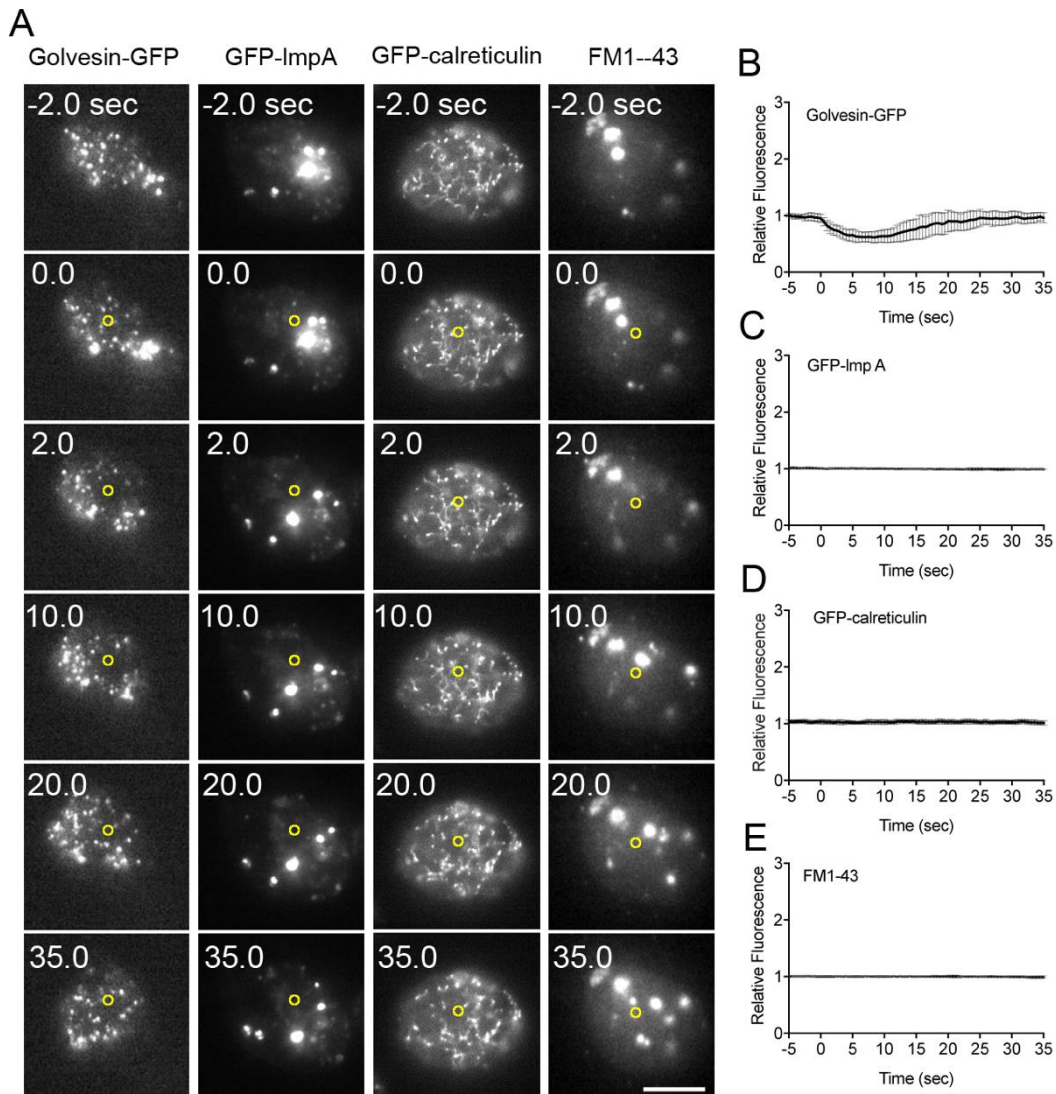 A
Golvesin-GFP GFP-lmpA GFP-calreticulin FM1--43
-2.0 sec -2.0 sec -2.0 sec -2.0 sec
0.0 0.0 0.0 0.0
2.0 2.0 2.0 2.0
10.0 10.0 10.0 10.0
20.0 20.0 20.0 20.0
35.0 35.0 35.0 35.0
B
Golvesin-GFP
Relative Fluorescence
3
2
1
0
-5 0 5 10 15 20 25 30 35
Time (sec)
C
GFP-lmp A
Relative Fluorescence
3
2
1
0
-5 0 5 10 15 20 25 30 35
Time (sec)
D
GFP-calreticulin
Relative Fluorescence
3
2
1
0
-5 0 5 10 15 20 25 30 35
Time (sec)
E
FM1-43
Relative Fluorescence
3
2
1
0
-5 0 5 10 15 20 25 30 35
Time (sec)